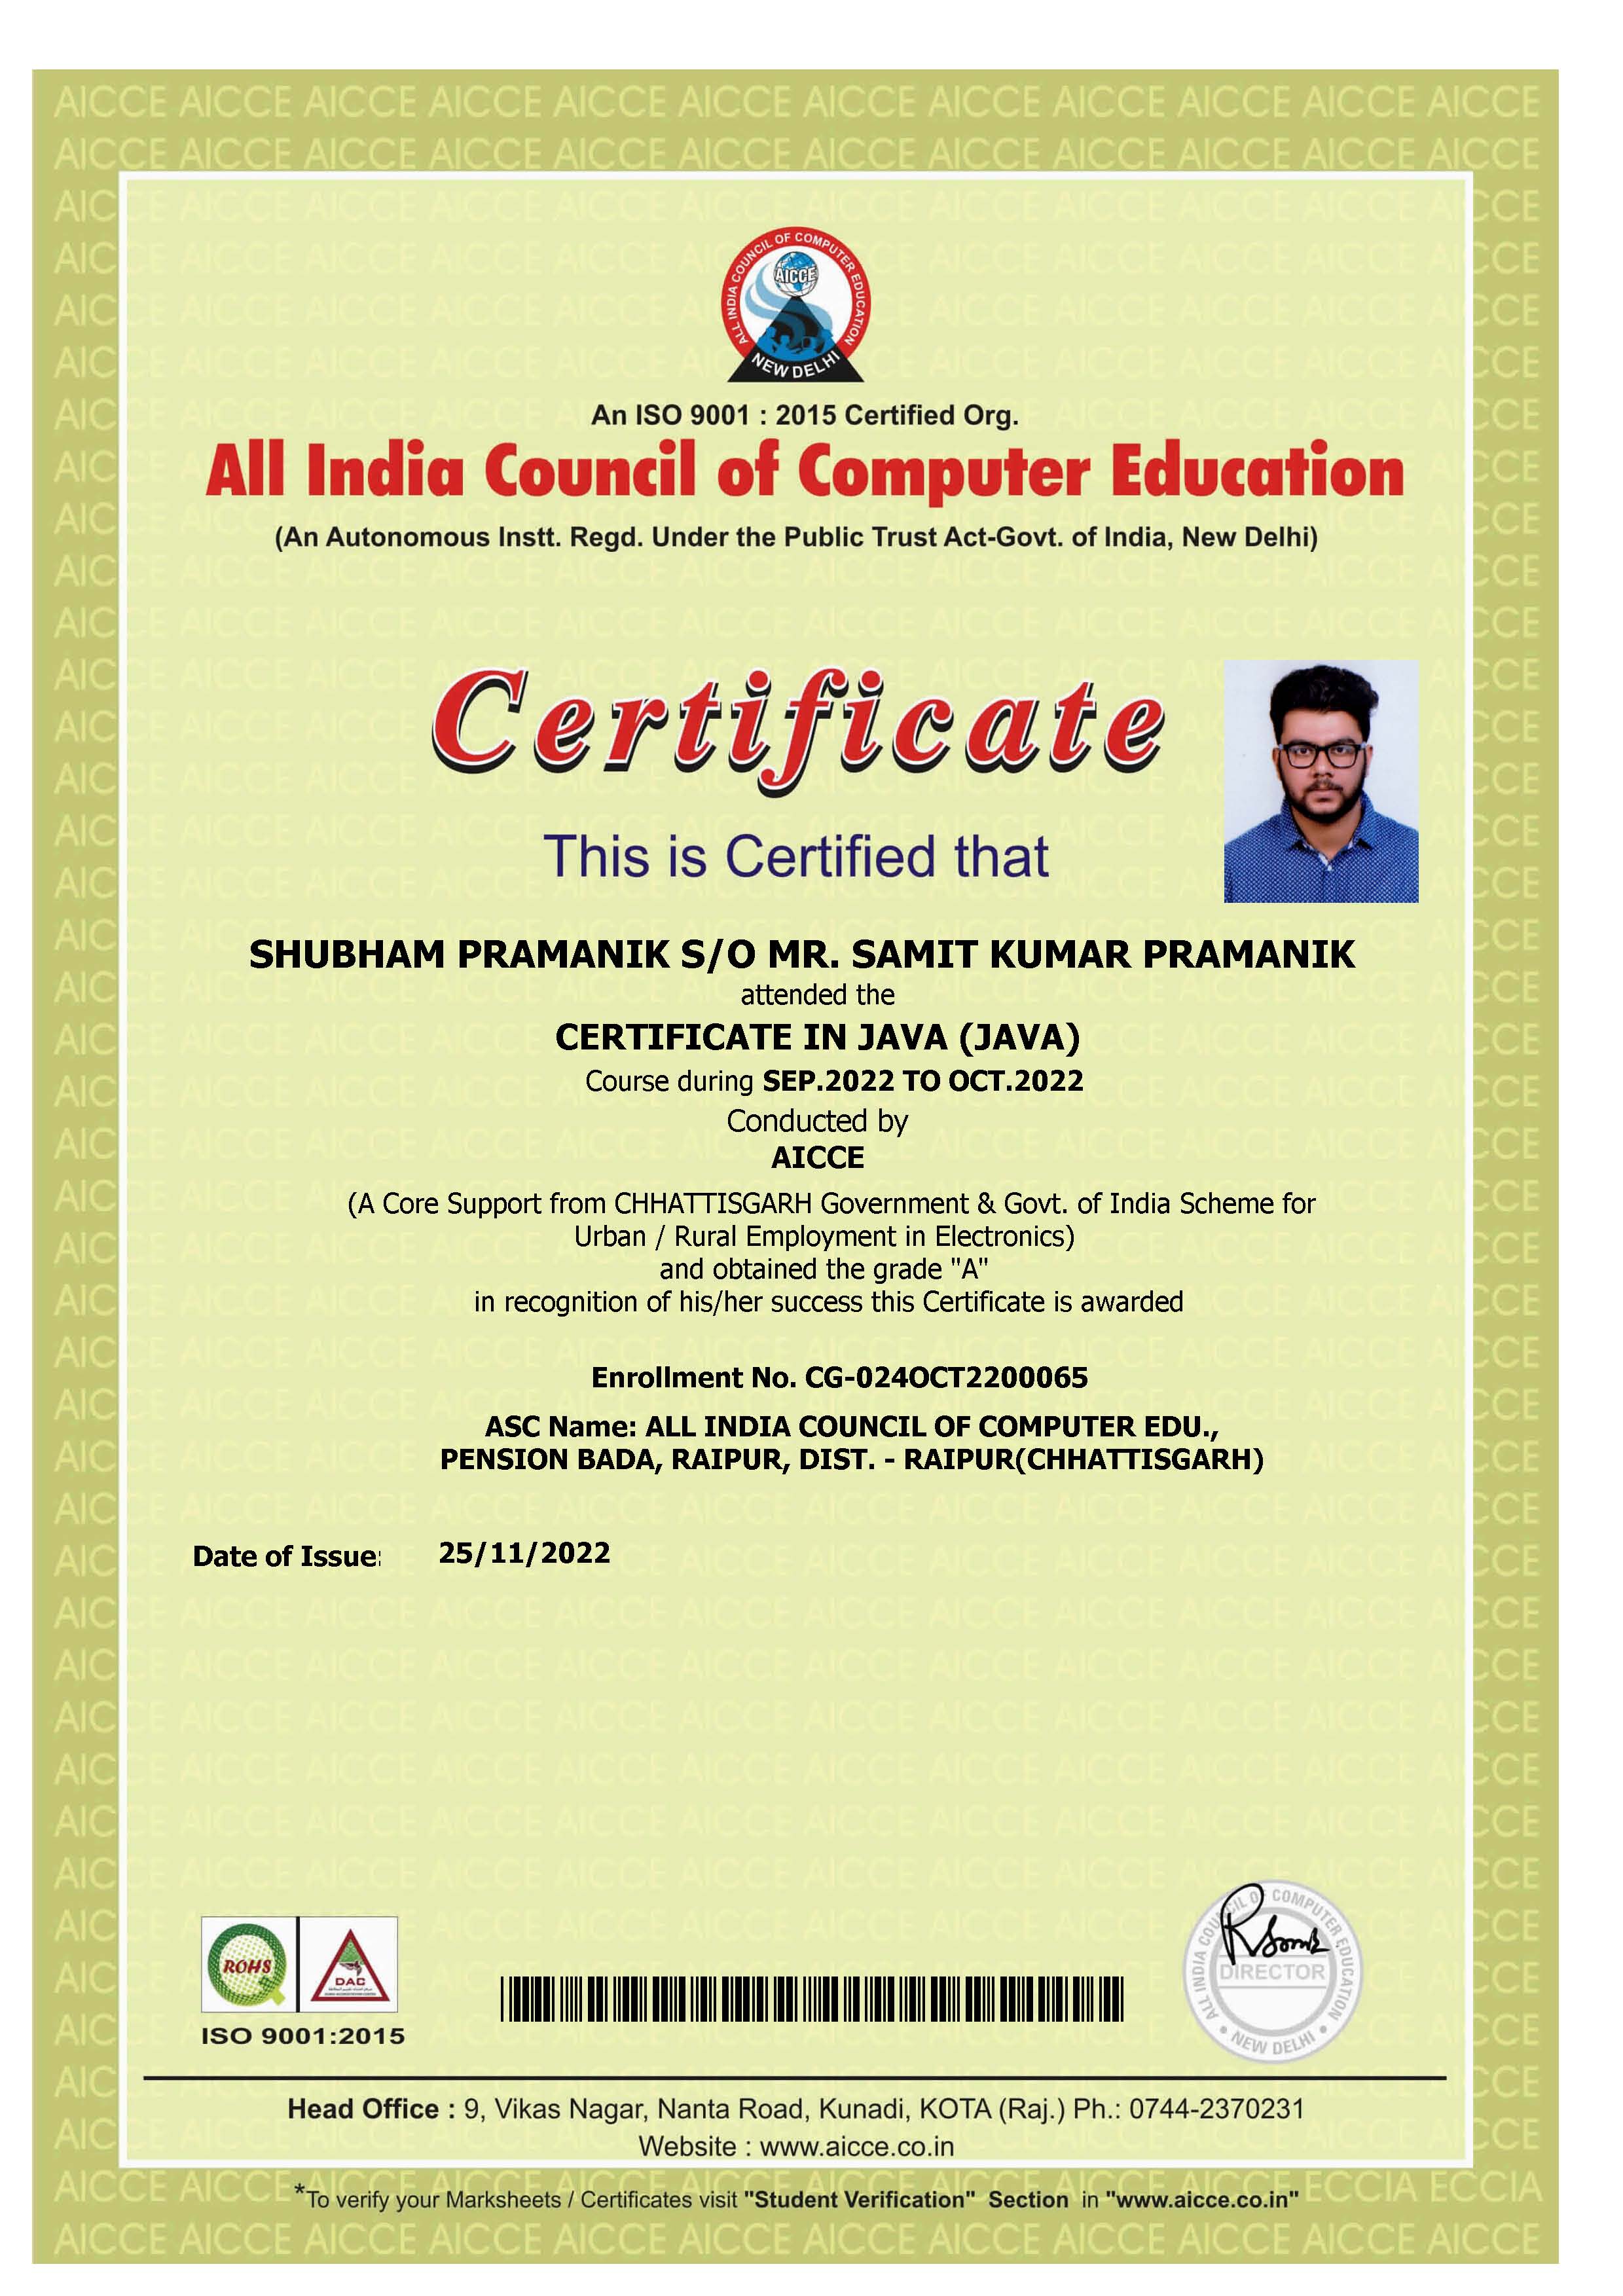 ALL INDIA COUNCIL OF COMPUTER EDUCATION
AICCE
NEW DELHI
An ISO 9001 : 2015 Certified Org.
All India Council of Computer Education
(An Autonomous Instt. Regd. Under the Public Trust Act-Govt. of India, New Delhi)
Certificate
This is Certified that
SHUBHAM PRAMANIK S/O MR. SAMIT KUMAR PRAMANIK
attended the
CERTIFICATE IN JAVA (JAVA)
Course during SEP.2022 TO OCT.2022
Conducted by
AICCE
(A Core Support from CHHATTISGARH Government & Govt. of India Scheme for
Urban / Rural Employment in Electronics)
and obtained the grade "A"
in recognition of his/her success this Certificate is awarded
Enrollment No. CG-024OCT2200065
ASC Name: ALL INDIA COUNCIL OF COMPUTER EDU.,
PENSION BADA, RAIPUR, DIST. - RAIPUR(CHHATTISGARH)
Date of Issue: 25/11/2022
ROHS
DAC
ISO 9001:2015
ALL INDIA COUNCIL OF COMPUTER EDUCATION
DIRECTOR
NEW DELHI
Head Office : 9, Vikas Nagar, Nanta Road, Kunadi, KOTA (Raj.) Ph.: 0744-2370231
Website : www.aicce.co.in
*To verify your Marksheets / Certificates visit "Student Verification" Section in "www.aicce.co.in"